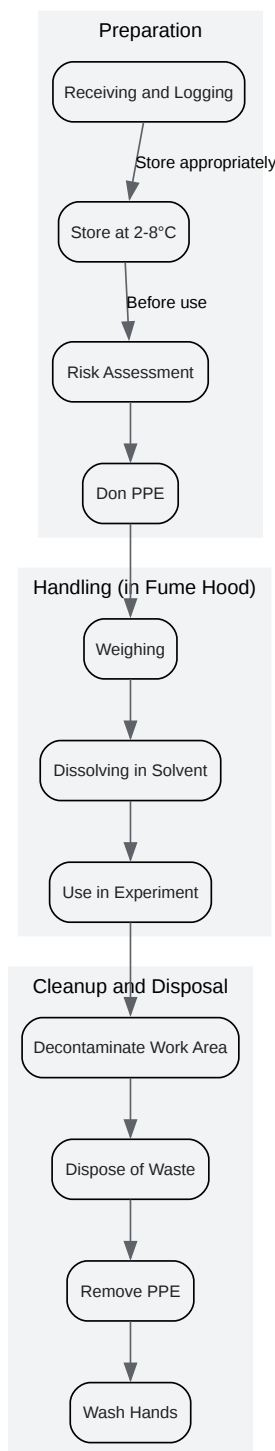 Preparation
Receiving and Logging
Store appropriately
Store at 2-8°C
Before use
Risk Assessment
Don PPE
Handling (in Fume Hood)
Weighing
Dissolving in Solvent
Use in Experiment
Cleanup and Disposal
Decontaminate Work Area
Dispose of Waste
Remove PPE
Wash Hands